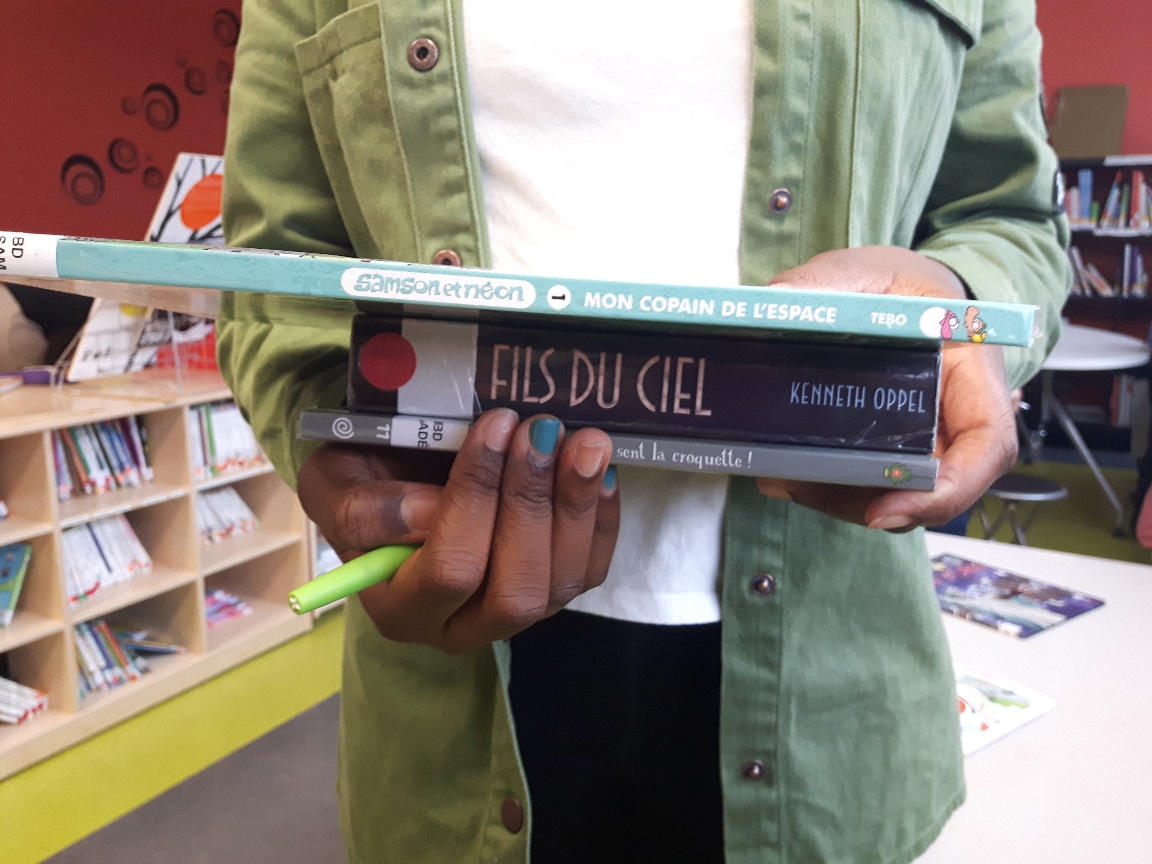 BD
SAM
Samson et néon 1 MON COPAIN DE L'ESPACE TEBO
FILS DU CIEL KENNETH OPPEL
11 BD
ADE
sent la croquette !